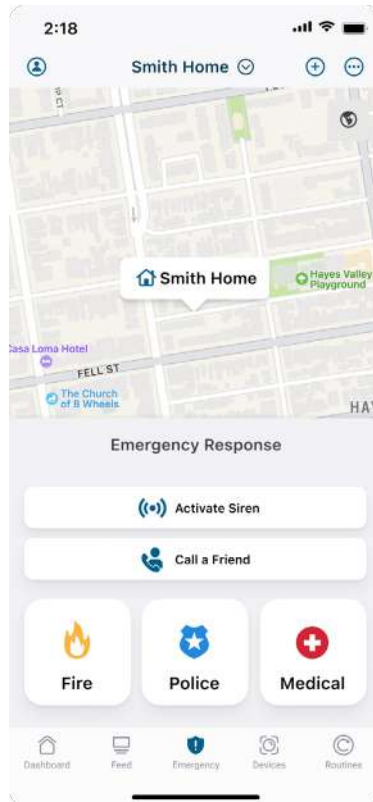 2:18
Smith Home
Smith Home
Hayes Valley
Playground
Casa Loma Hotel
FELL ST
The Church
of 8 Wheels
Emergency Response
Activate Siren
Call a Friend
Fire
Police
Medical
Dashboard
Feed
Emergency
Devices
Routines